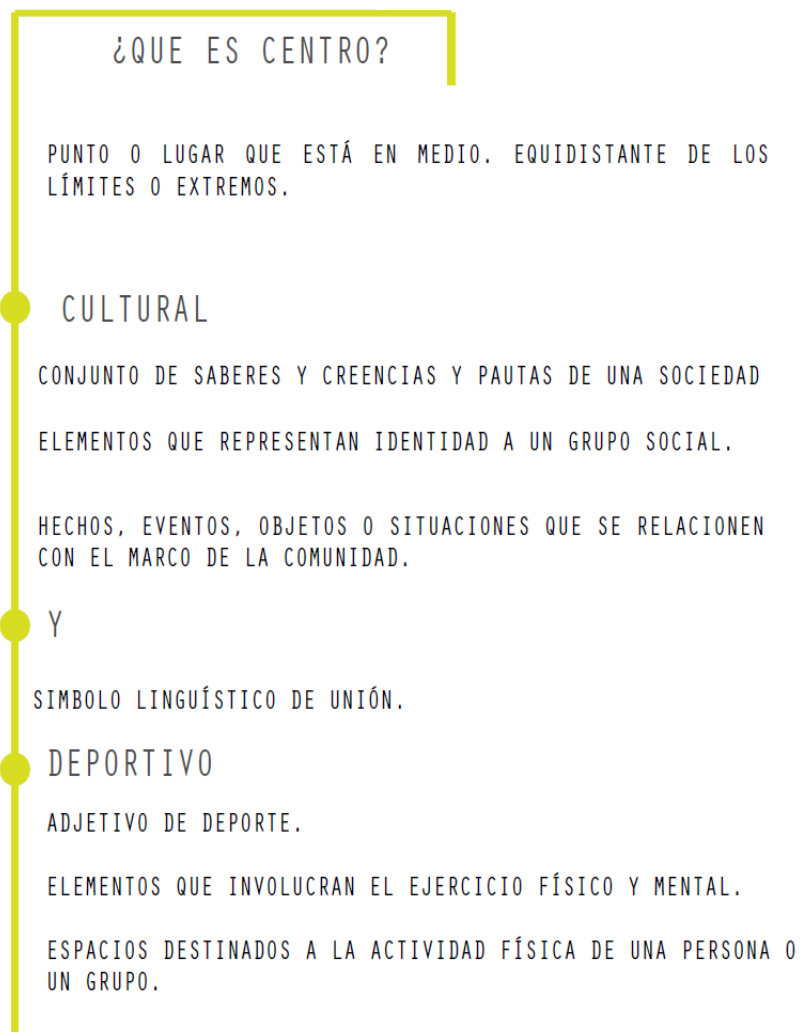 ¿QUE ES CENTRO?
PUNTO O LUGAR QUE ESTÁ EN MEDIO. EQUIDISTANTE DE LOS
LÍMITES O EXTREMOS.
CULTURAL
CONJUNTO DE SABERES Y CREENCIAS Y PAUTAS DE UNA SOCIEDAD
ELEMENTOS QUE REPRESENTAN IDENTIDAD A UN GRUPO SOCIAL.
HECHOS, EVENTOS, OBJETOS O SITUACIONES QUE SE RELACIONEN
CON EL MARCO DE LA COMUNIDAD.
Y
SIMBOLO LINGUÍSTICO DE UNIÓN.
DEPORTIVO
ADJETIVO DE DEPORTE.
ELEMENTOS QUE INVOLUCRAN EL EJERCICIO FÍSICO Y MENTAL.
ESPACIOS DESTINADOS A LA ACTIVIDAD FÍSICA DE UNA PERSONA O
UN GRUPO.